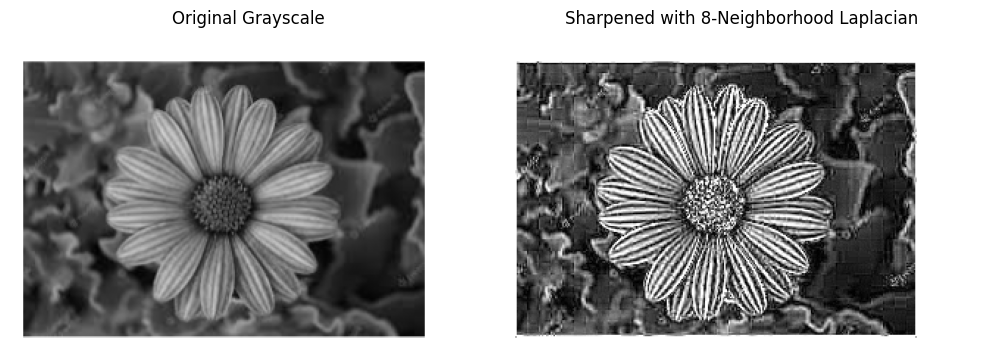 Original Grayscale
Sharpened with 8-Neighborhood Laplacian